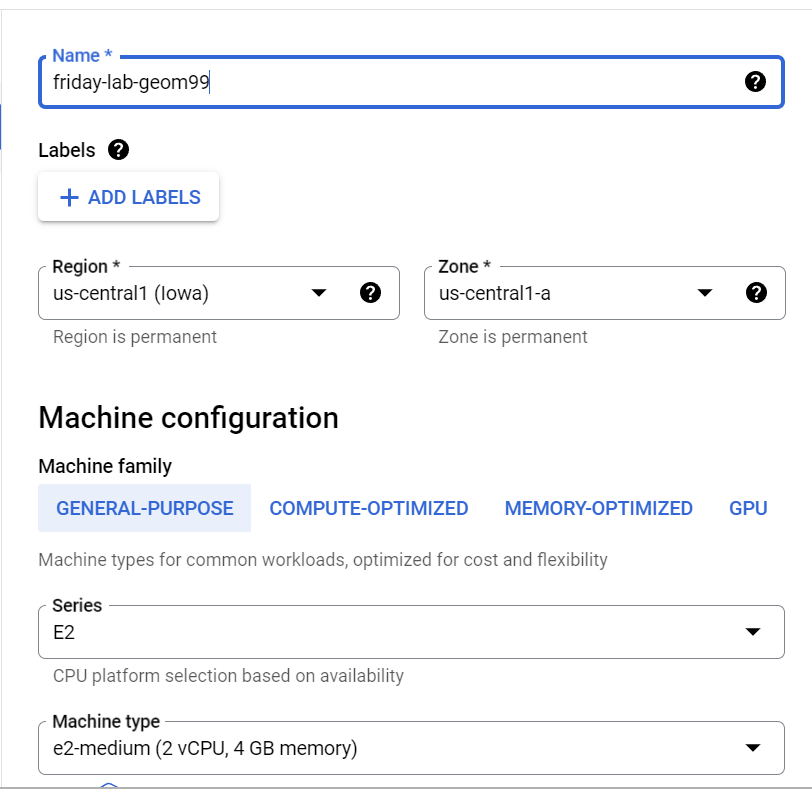 Name *
friday-lab-geom99
Labels
ADD LABELS
Region * Zone *
us-central1 (Iowa) us-central1-a
Region is permanent Zone is permanent
Machine configuration
Machine family
GENERAL-PURPOSE COMPUTE-OPTIMIZED MEMORY-OPTIMIZED GPU
Machine types for common workloads, optimized for cost and flexibility
Series
E2
CPU platform selection based on availability
Machine type
e2-medium (2 vCPU, 4 GB memory)